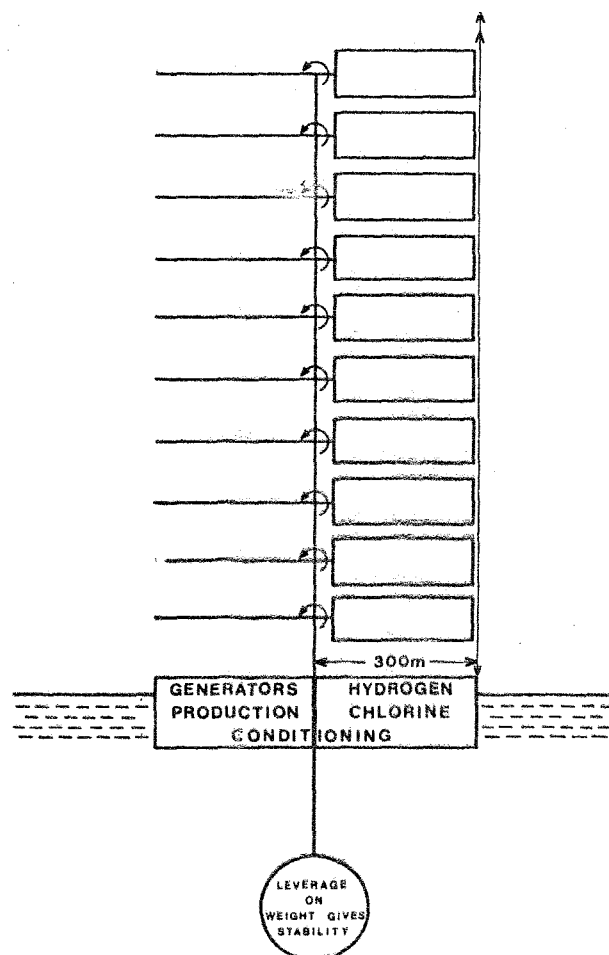 300m
GENERATORS HYDROGEN
PRODUCTION CHLORINE
CONDITIONING
LEVERAGE
ON
WEIGHT GIVES
STABILITY